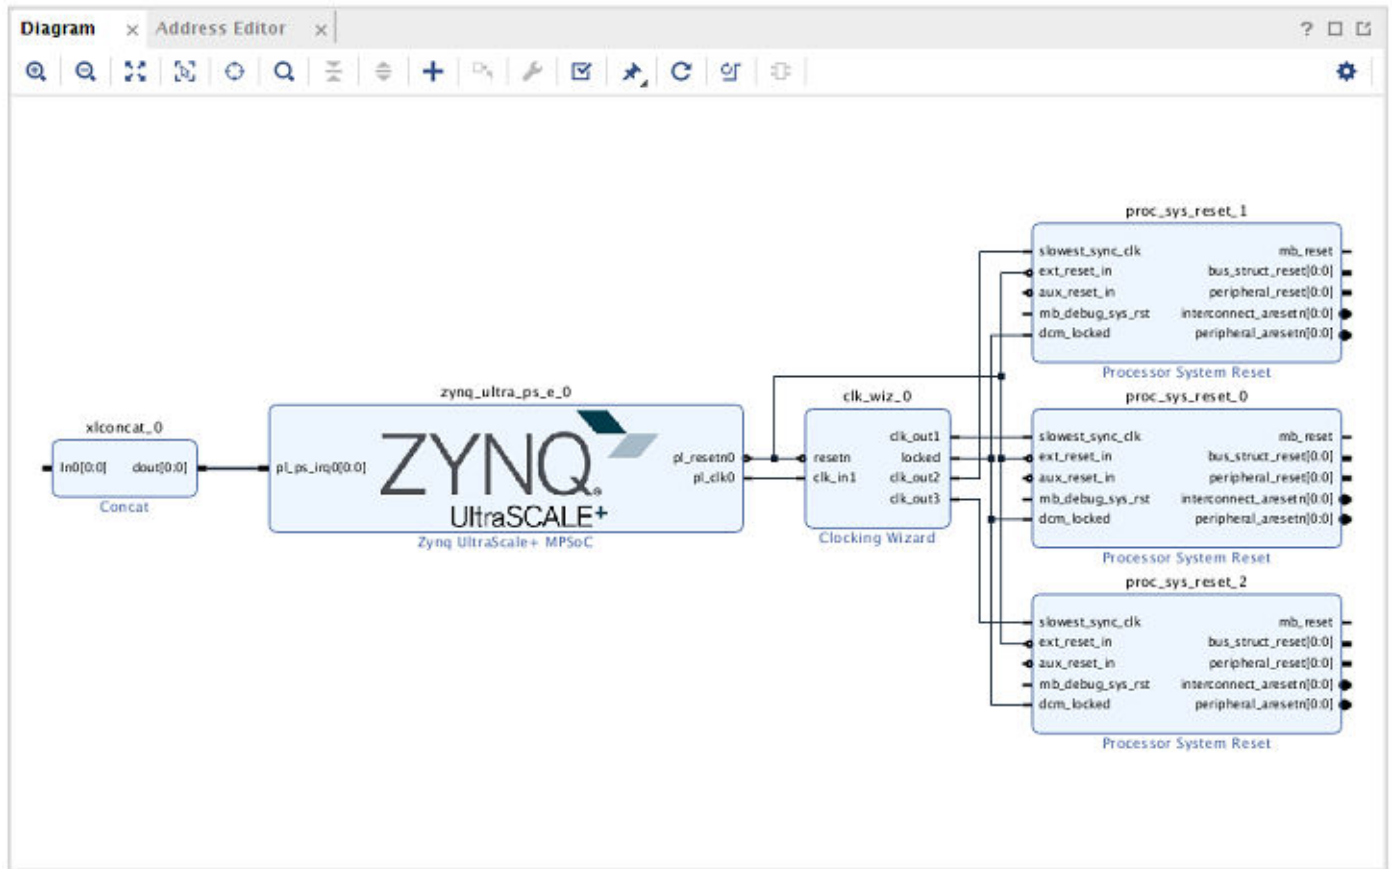 Diagram
Address Editor
xlconcat_0
In0[0:0]
dout[0:0]
Concat
zynq_ultra_ps_e_0
pl_ps_irq0[0:0]
ZYNQ
UltraSCALE+
pl_resetn0
pl_clk0
Zynq UltraScale+ MPSoC
clk_wiz_0
resetn
clk_in1
clk_out1
locked
clk_out2
clk_out3
Clocking Wizard
proc_sys_reset_1
slowest_sync_clk mb_reset
ext_reset_in bus_struct_reset[0:0]
aux_reset_in peripheral_reset[0:0]
mb_debug_sys_rst interconnect_aresetn[0:0]
dcm_locked peripheral_aresetn[0:0]
Processor System Reset
proc_sys_reset_0
slowest_sync_clk mb_reset
ext_reset_in bus_struct_reset[0:0]
aux_reset_in peripheral_reset[0:0]
mb_debug_sys_rst interconnect_aresetn[0:0]
dcm_locked peripheral_aresetn[0:0]
Processor System Reset
proc_sys_reset_2
slowest_sync_clk mb_reset
ext_reset_in bus_struct_reset[0:0]
aux_reset_in peripheral_reset[0:0]
mb_debug_sys_rst interconnect_aresetn[0:0]
dcm_locked peripheral_aresetn[0:0]
Processor System Reset